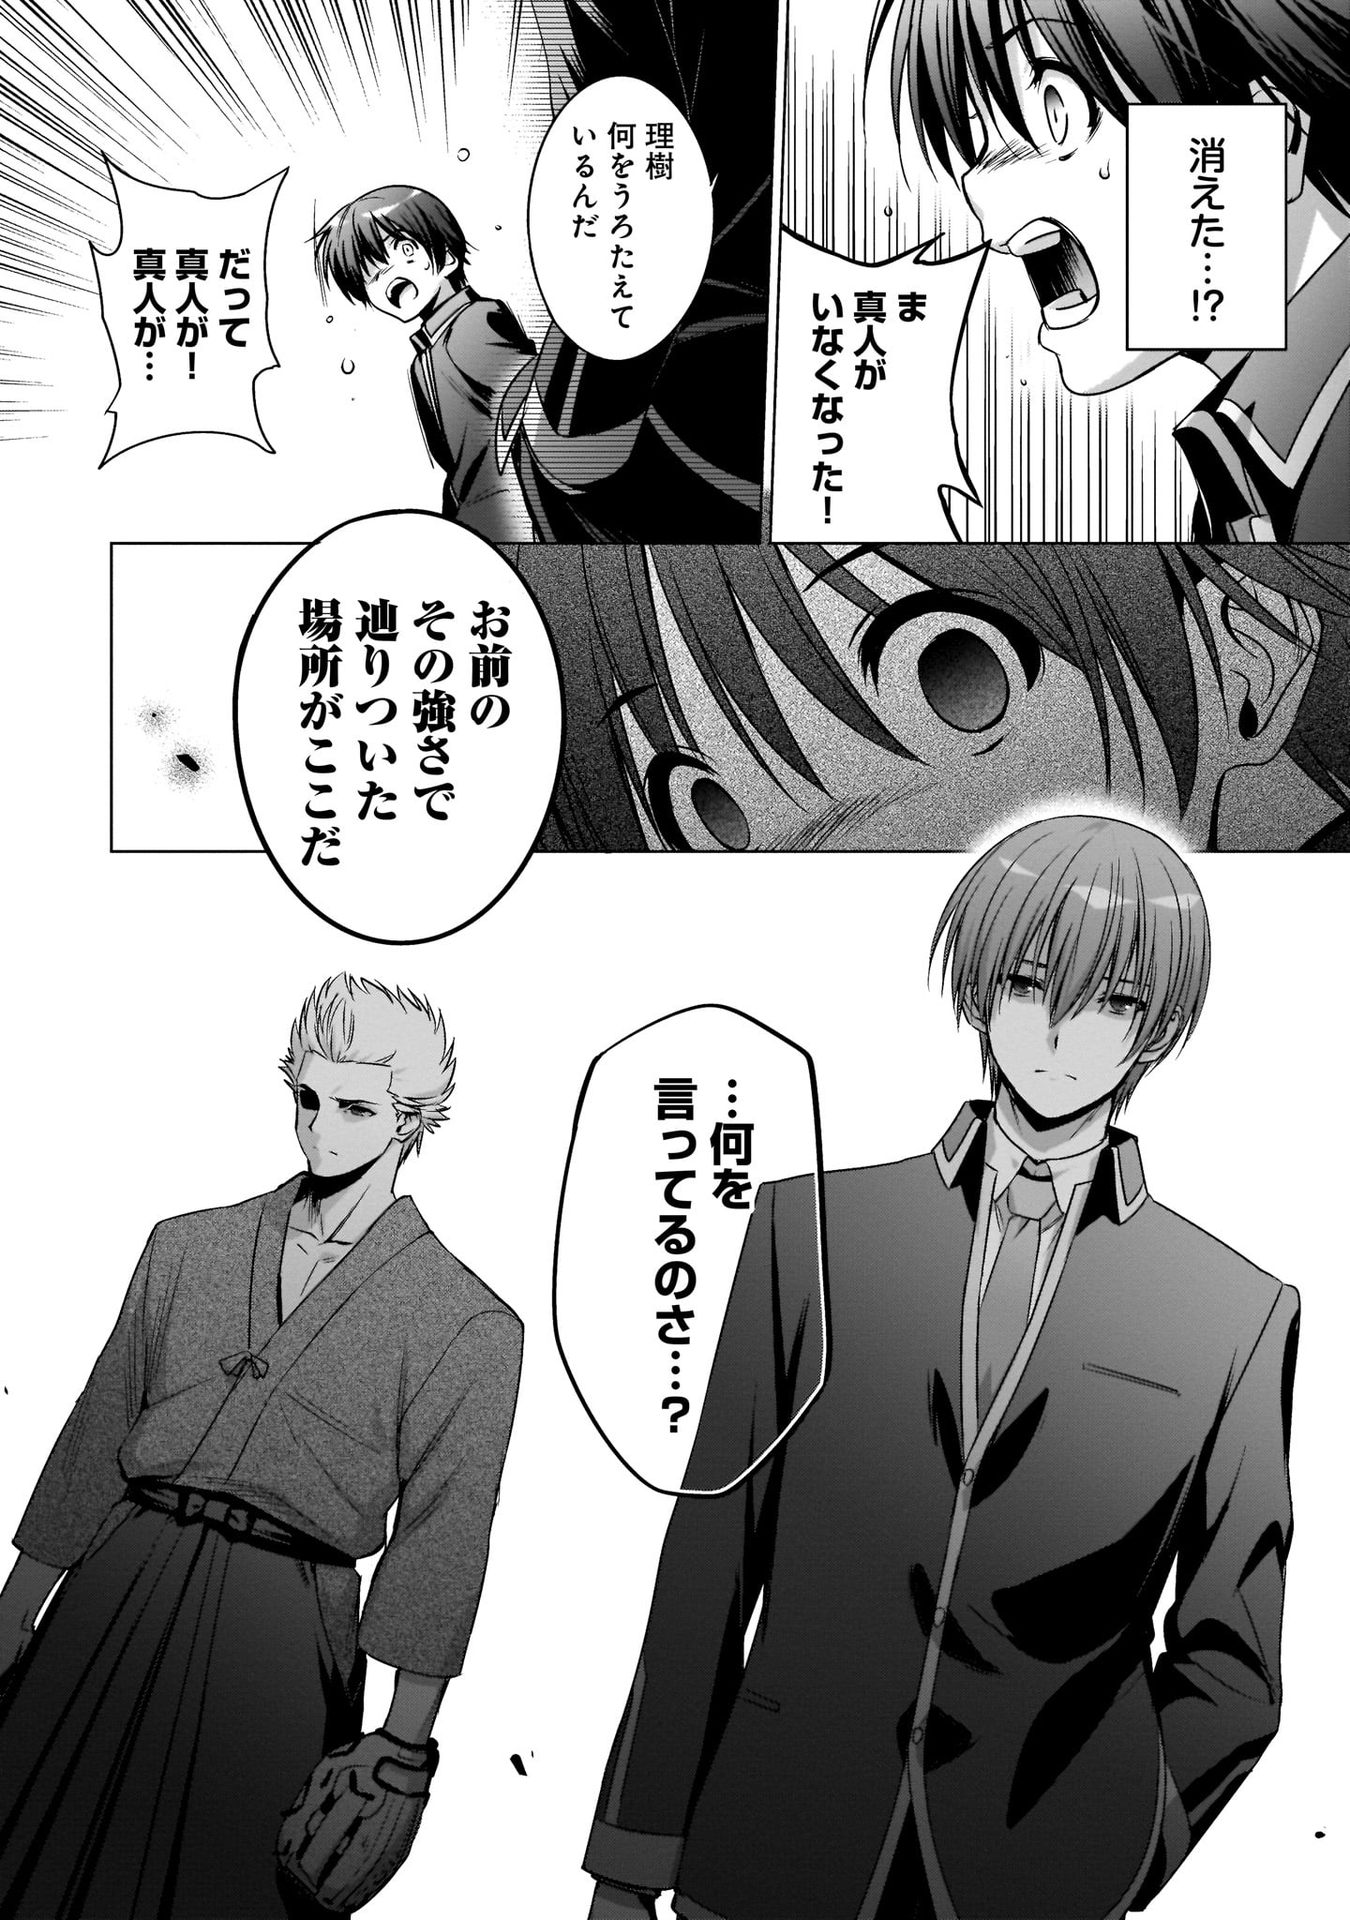 消えた…!?
ま
真人が
いなくなった！
理樹
何をうろたえて
いるんだ
だって
真人が！
真人が…
お前の
その強さで
辿りついた
場所がここだ
…何を
言ってるのさ…？